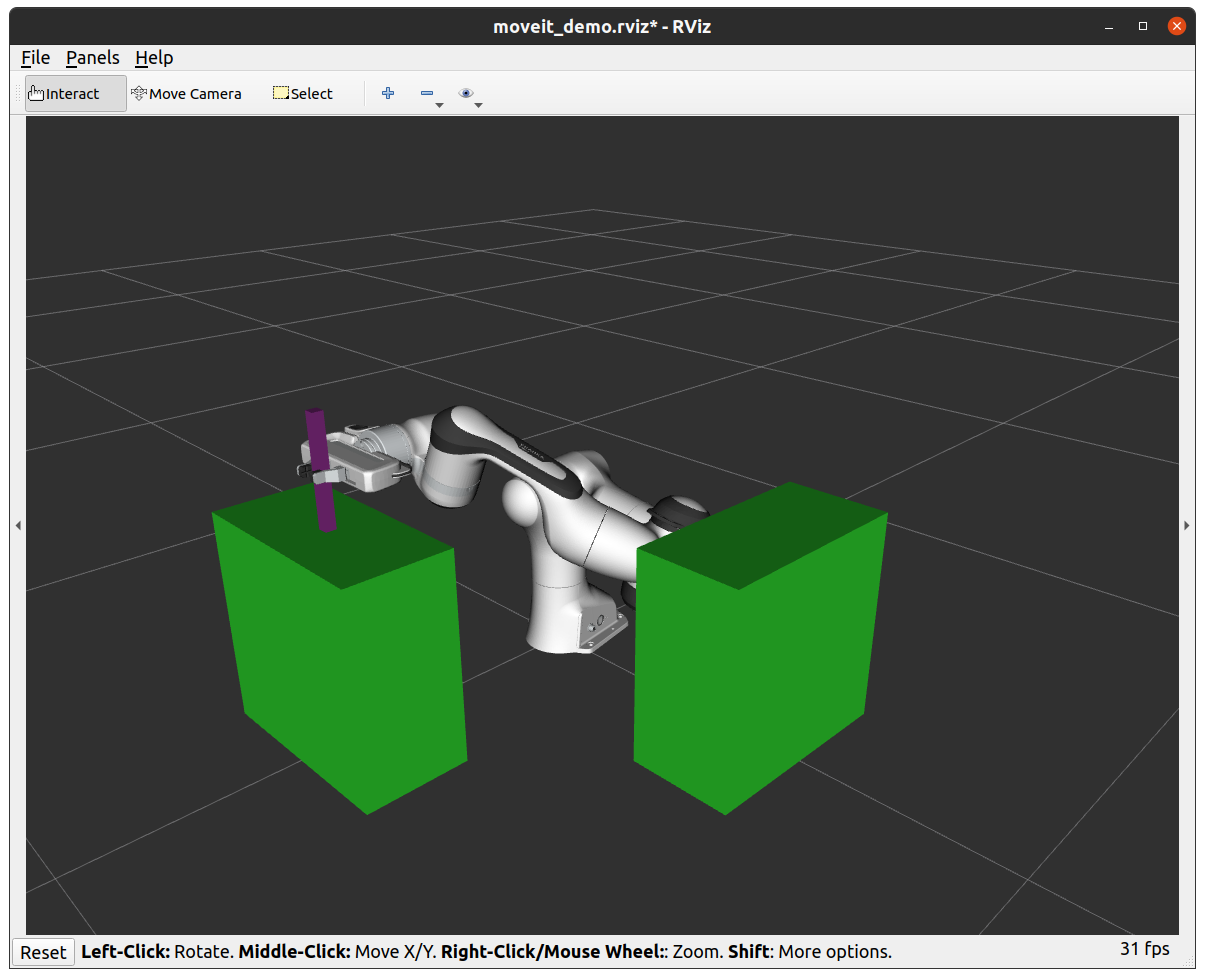 moveit_demo.rviz* - RViz
File Panels Help
Interact Move Camera Select
Reset Left-Click: Rotate. Middle-Click: Move X/Y. Right-Click/Mouse Wheel:: Zoom. Shift: More options. 31 fps